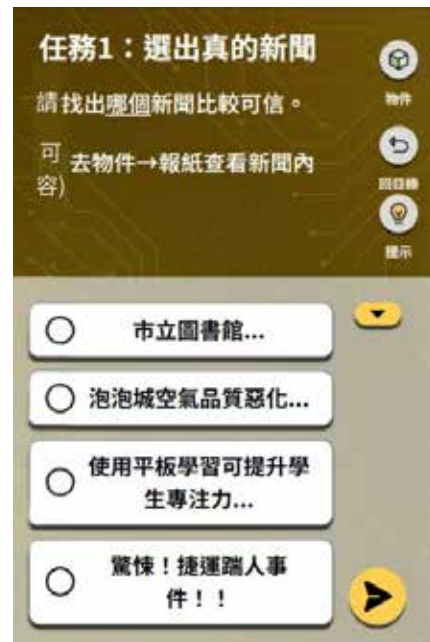 任務1：選出真的新聞
物件
請找出哪個新聞比較可信。
可去物件→報紙查看新聞內
容)
回目錄
提示
市立圖書館...
泡泡城空氣品質惡化...
使用平板學習可提升學
生專注力...
驚悚！捷運踹人事
件！！